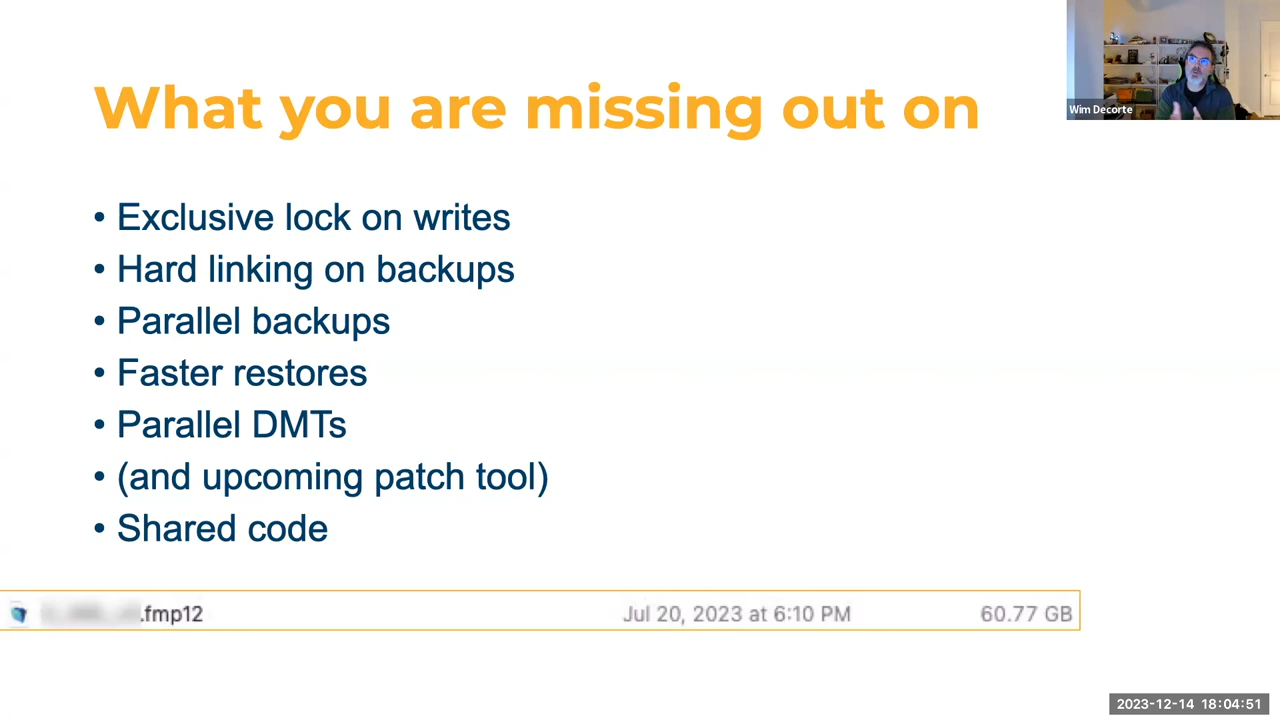 What you are missing out on
Wim Decorte
• Exclusive lock on writes
• Hard linking on backups
• Parallel backups
• Faster restores
• Parallel DMTs
• (and upcoming patch tool)
• Shared code
.fmp12 Jul 20, 2023 at 6:10 PM 60.77 GB
2023-12-14 18:04:51